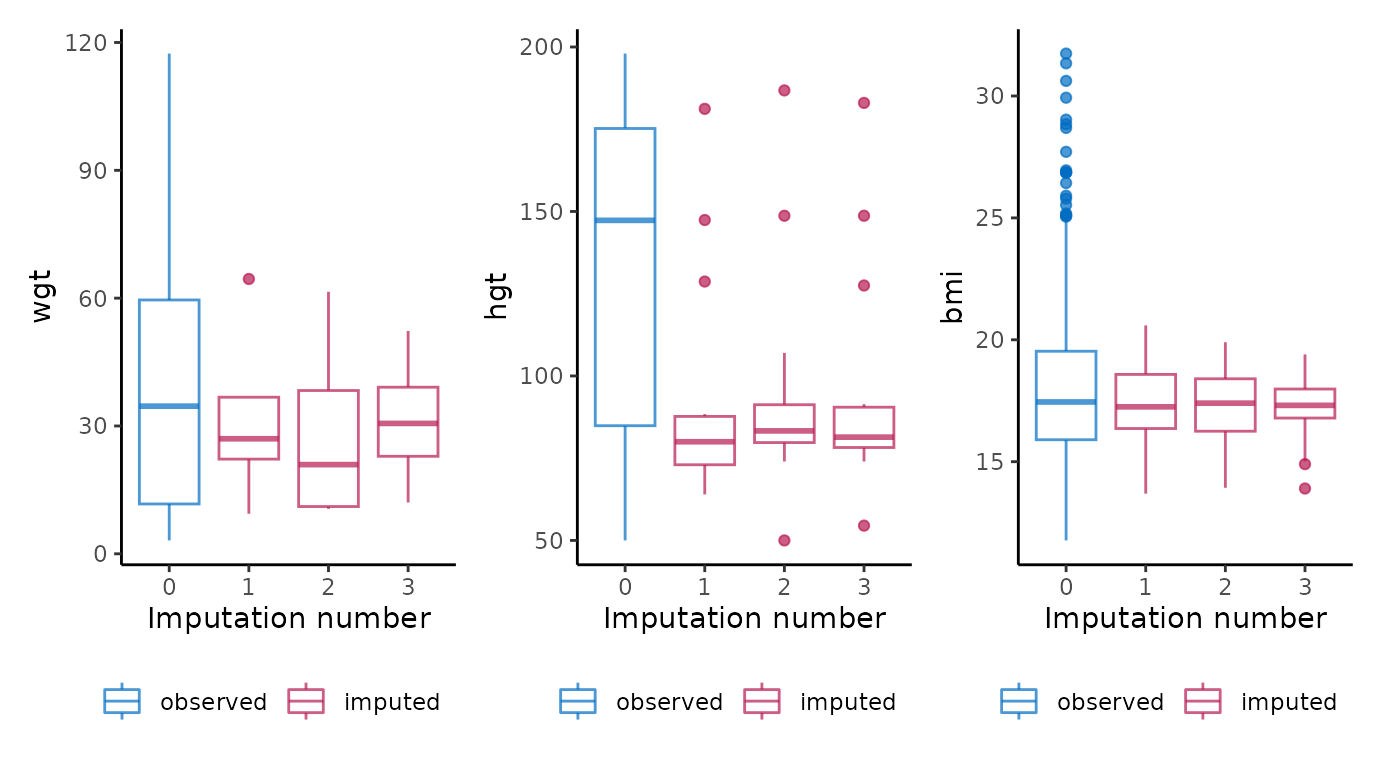 wgt
120
90
60
30
0
0 1 2 3
Imputation number
observed imputed
hgt
200
150
100
50
0 1 2 3
Imputation number
observed imputed
bmi
30
25
20
15
0 1 2 3
Imputation number
observed imputed